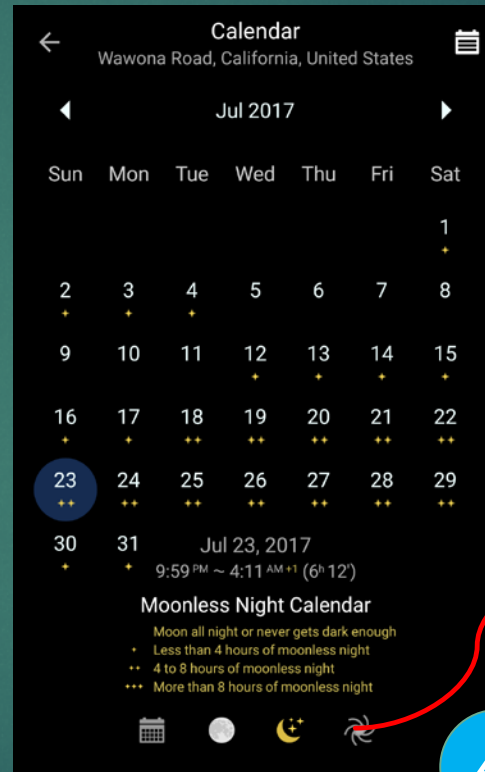 Calendar
Wawona Road, California, United States
Jul 2017
Sun Mon Tue Wed Thu Fri Sat
1
2 3 4 5 6 7 8
9 10 11 12 13 14 15
16 17 18 19 20 21 22
23 24 25 26 27 28 29
30 31 Jul 23, 2017
9:59 PM ~ 4:11 AM +1 (6h 12')
Moonless Night Calendar
Moon all night or never gets dark enough
Less than 4 hours of moonless night
4 to 8 hours of moonless night
More than 8 hours of moonless night